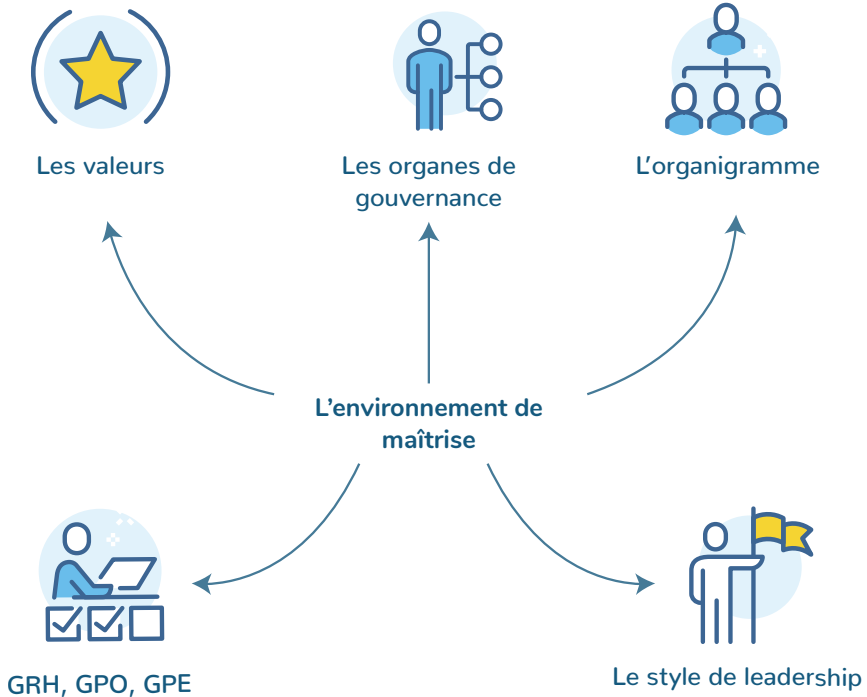 Les valeurs
Les organes de
gouvernance
L'organigramme
L’environnement de
maîtrise
GRH, GPO, GPE
Le style de leadership